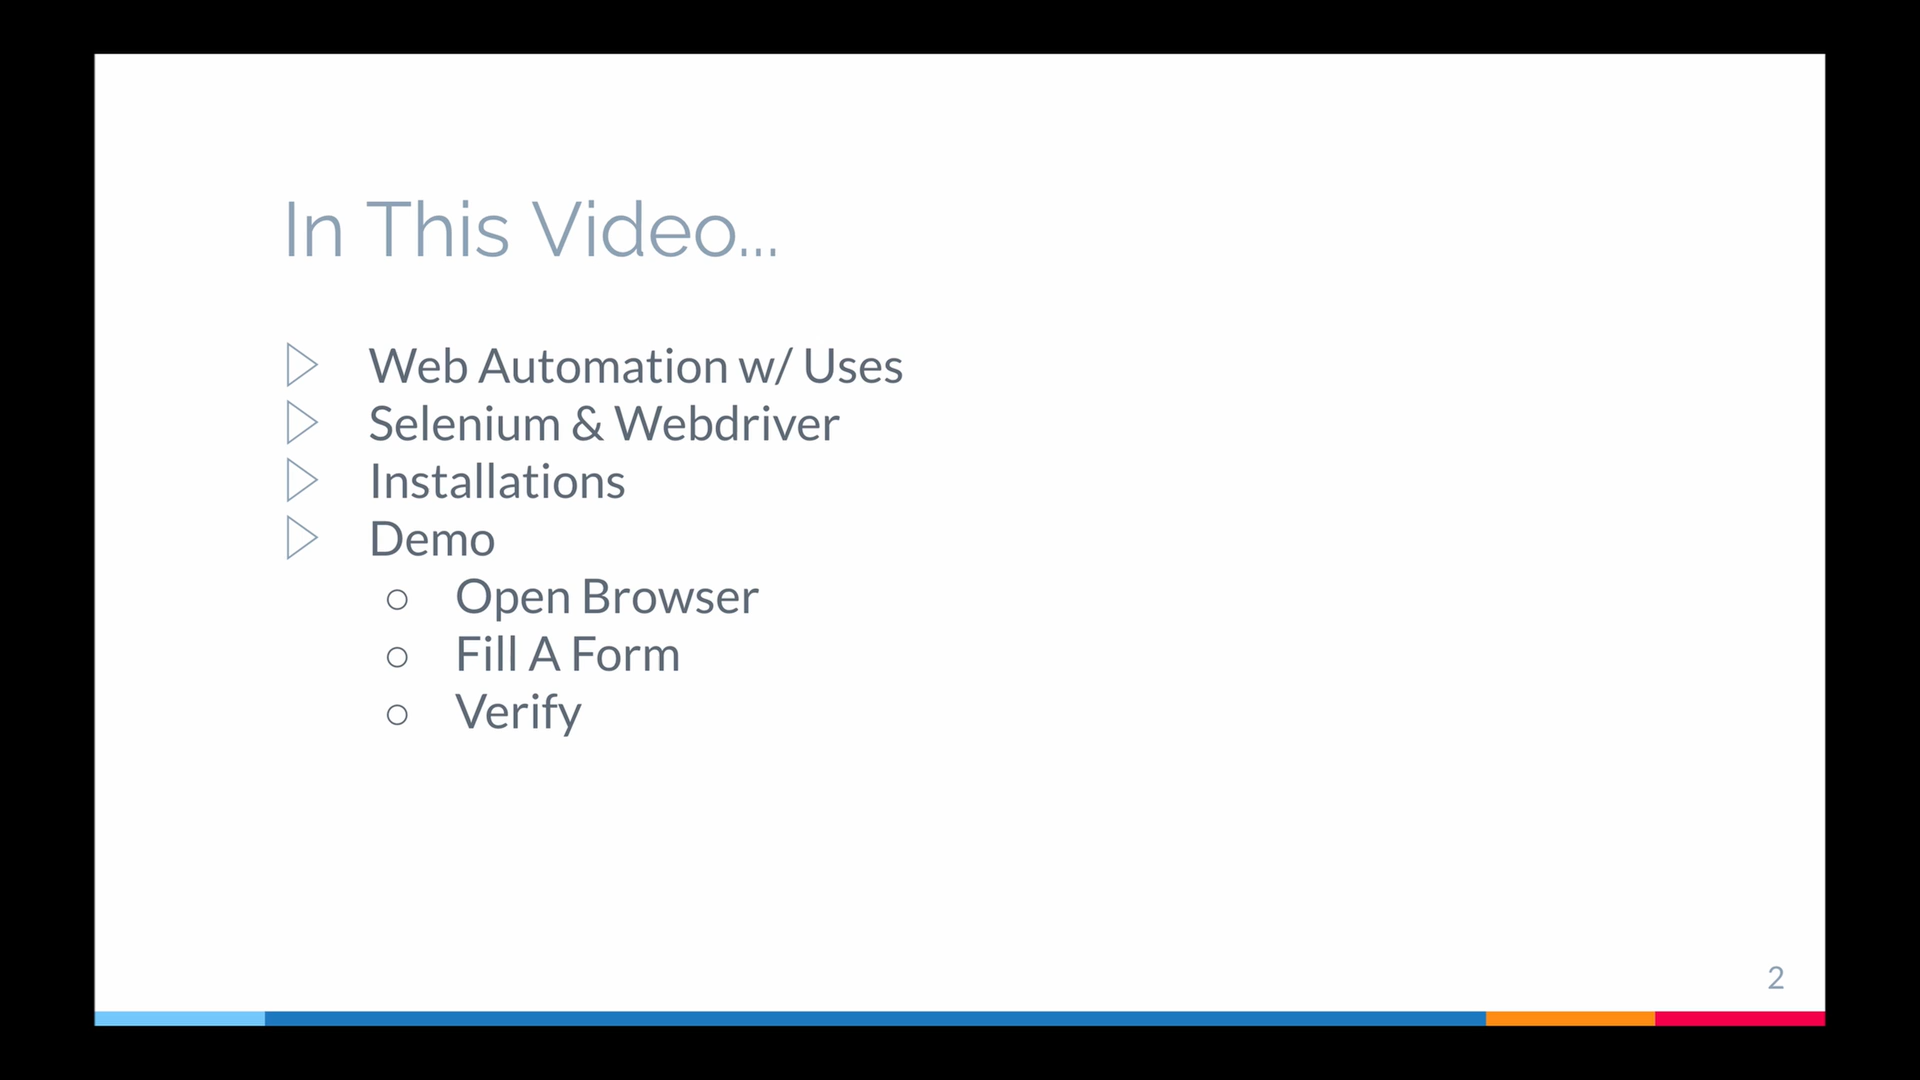 In This Video...
Web Automation w/ Uses
Selenium & Webdriver
Installations
Demo
Open Browser
Fill A Form
Verify
2